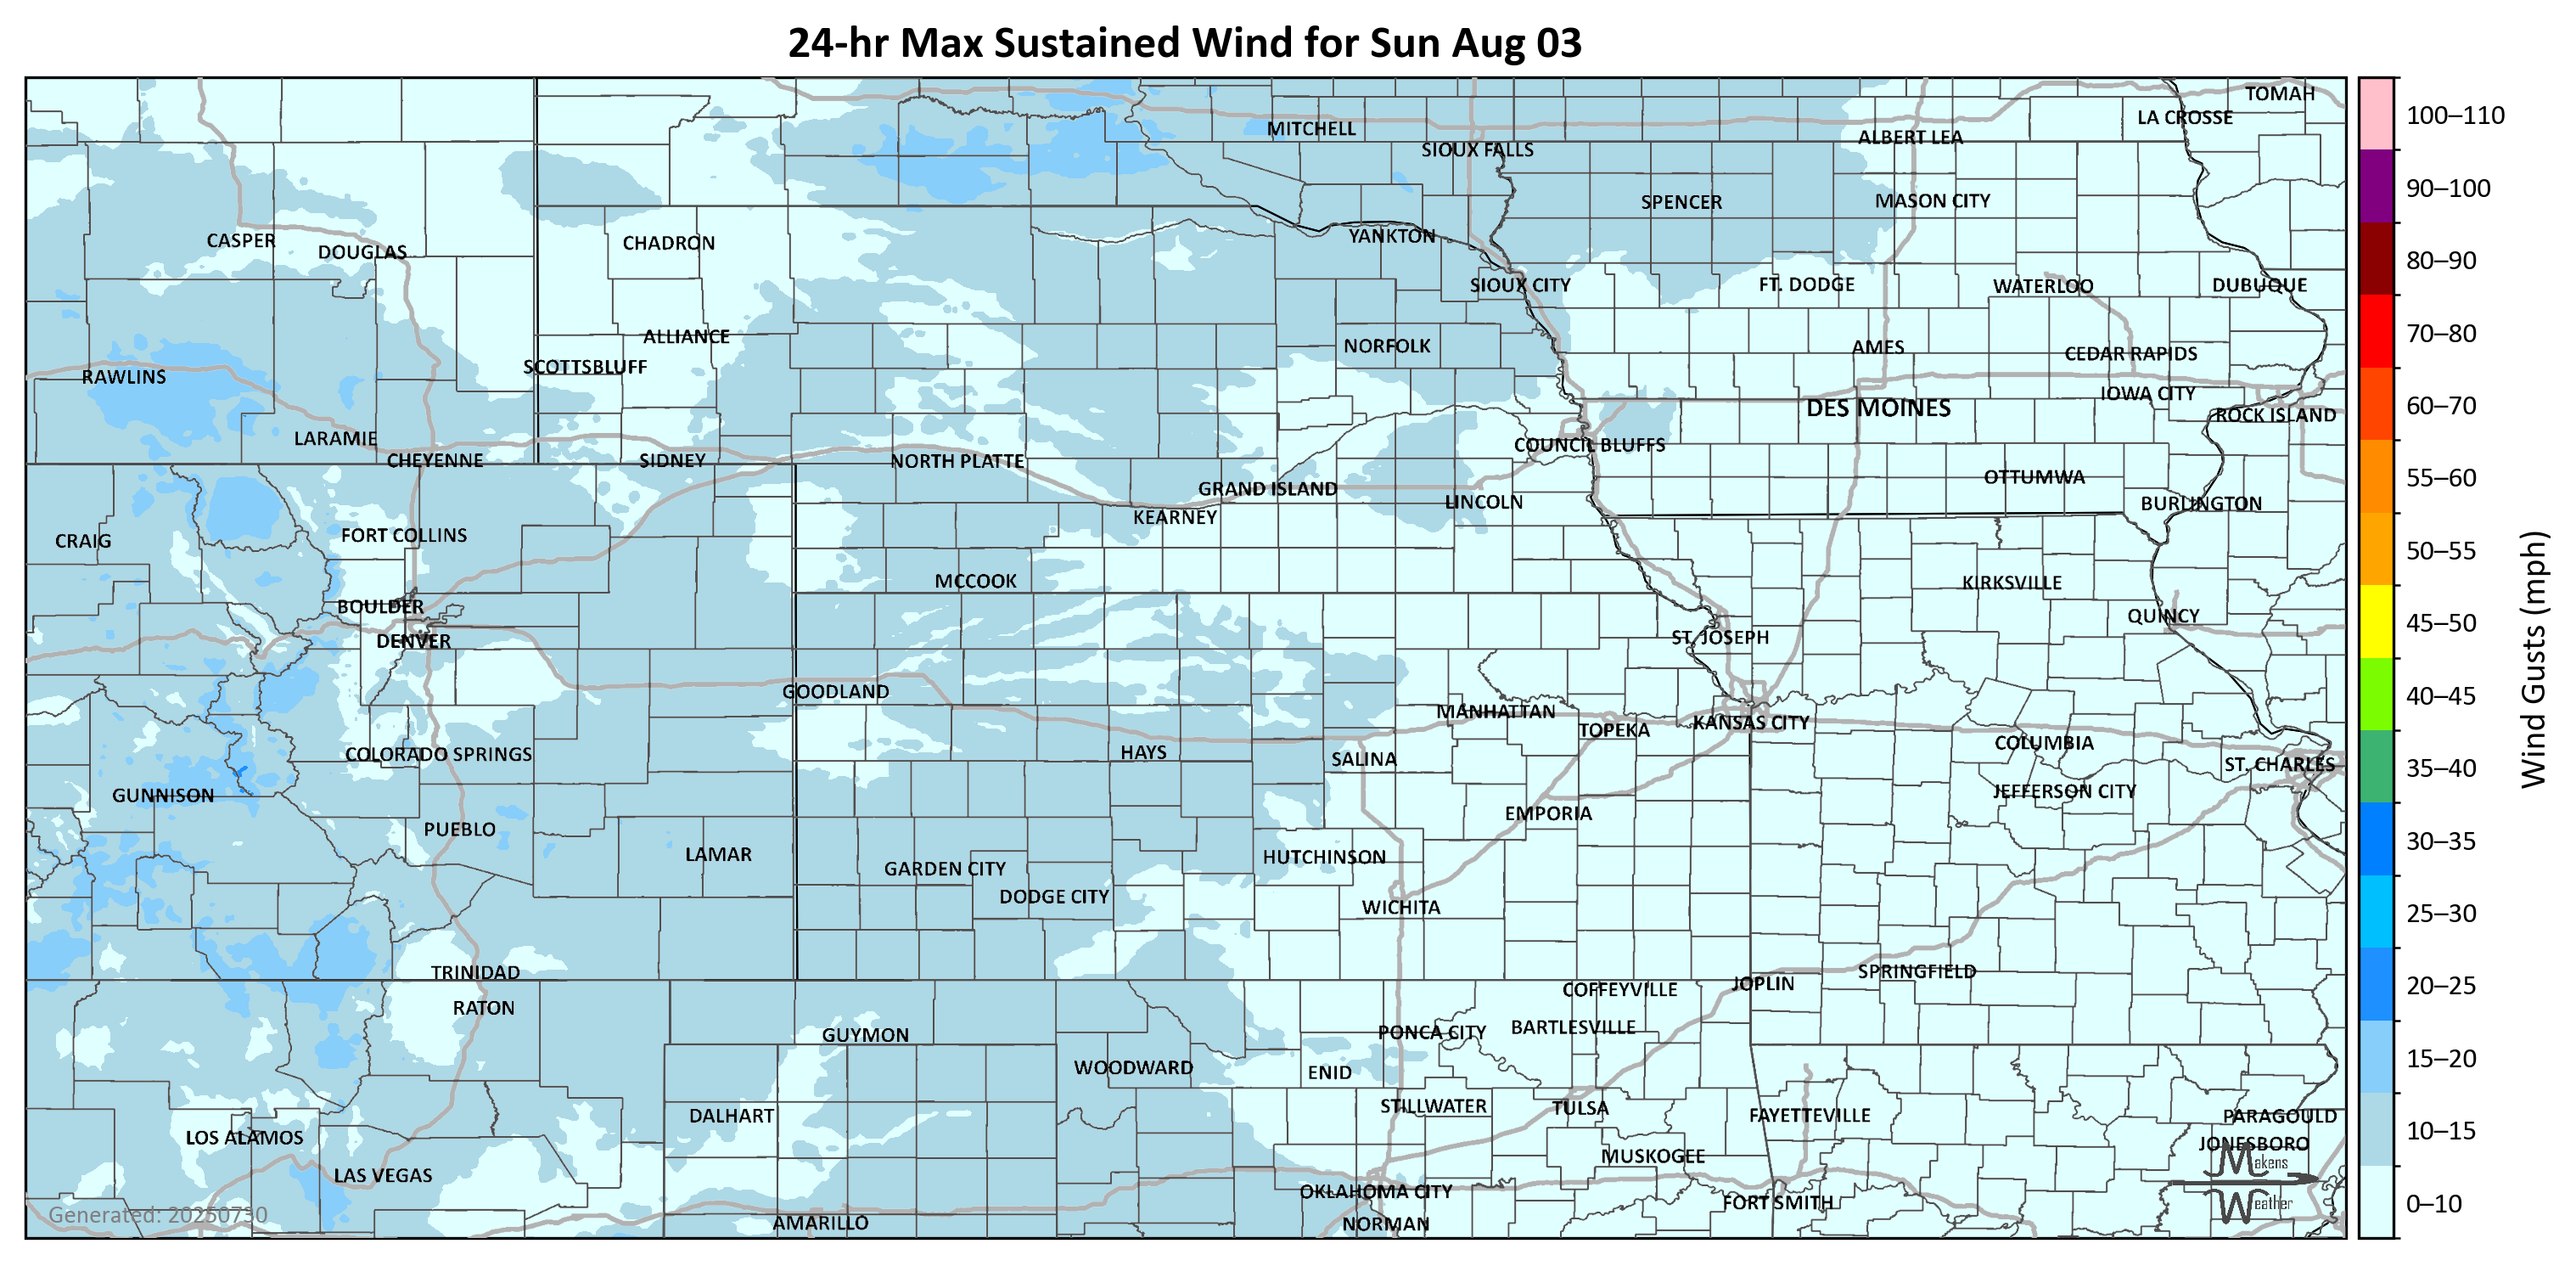 24-hr Max Sustained Wind for Sun Aug 03
TOMAH
LA CROSSE
MITCHELL
ALBERT LEA
SIOUX FALLS
SPENCER
MASON CITY
CASPER
DOUGLAS
CHADRON
YANKTON
SIOUX CITY
FT. DODGE
WATERLOO
DUBUQUE
ALLIANCE
NORFOLK
AMES
CEDAR RAPIDS
SCOTTSBLUFF
RAWLINS
IOWA CITY
DES MOINES
ROCK ISLAND
LARAMIE
COUNCIL BLUFFS
CHEYENNE
SIDNEY
NORTH PLATTE
OTTUMWA
GRAND ISLAND
LINCOLN
BURLINGTON
KEARNEY
CRAIG
FORT COLLINS
MCCOOK
KIRKSVILLE
BOULDER
QUINCY
DENVER
ST. JOSEPH
GOODLAND
MANHATTAN
TOPEKA
KANSAS CITY
COLORADO SPRINGS
HAYS
SALINA
COLUMBIA
ST. CHARLES
GUNNISON
JEFFERSON CITY
EMPORIA
PUEBLO
LAMAR
HUTCHINSON
GARDEN CITY
DODGE CITY
WICHITA
TRINIDAD
SPRINGFIELD
JOPLIN
COFFEYVILLE
RATON
GUYMON
PONCA CITY
BARTLESVILLE
WOODWARD
ENID
DALHART
STILLWATER
TULSA
FAYETTEVILLE
PARAGOULD
LOS ALAMOS
JONESBORO
MUSKOGEE
LAS VEGAS
OKLAHOMA CITY
FORT SMITH
AMARILLO
NORMAN
Generated: 20250730
Makens
Weather
100–110
90–100
80–90
70–80
60–70
55–60
50–55
45–50
40–45
35–40
30–35
25–30
20–25
15–20
10–15
0–10
Wind Gusts (mph)